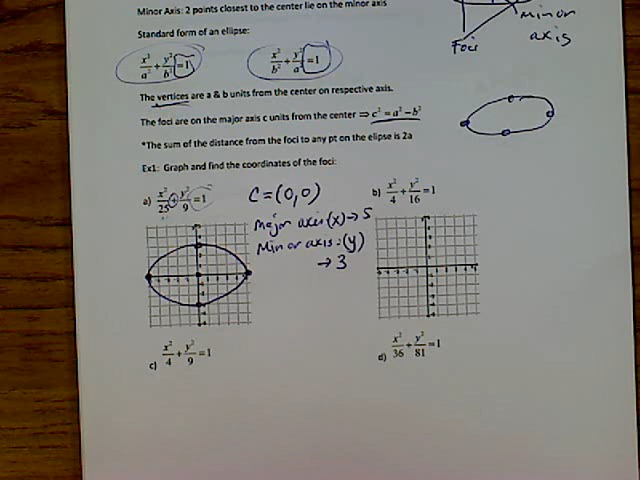 Minor Axis: 2 points closest to the center lie on the minor axis
Minor
axis
Foci
Standard form of an ellipse:
x²/a² + y²/b² = 1
x²/b² + y²/a² = 1
The vertices are a & b units from the center on respective axis.
The foci are on the major axis c units from the center ⇒ c² = a² − b²
*The sum of the distance from the foci to any pt on the elipse is 2a
Ex1: Graph and find the coordinates of the foci:
a) x²/25 + y²/9 = 1
C = (0,0)
Major axis (x) → 5
Minor axis: (y)
→ 3
b) x²/4 + y²/16 = 1
c) x²/4 + y²/9 = 1
d) x²/36 + y²/81 = 1